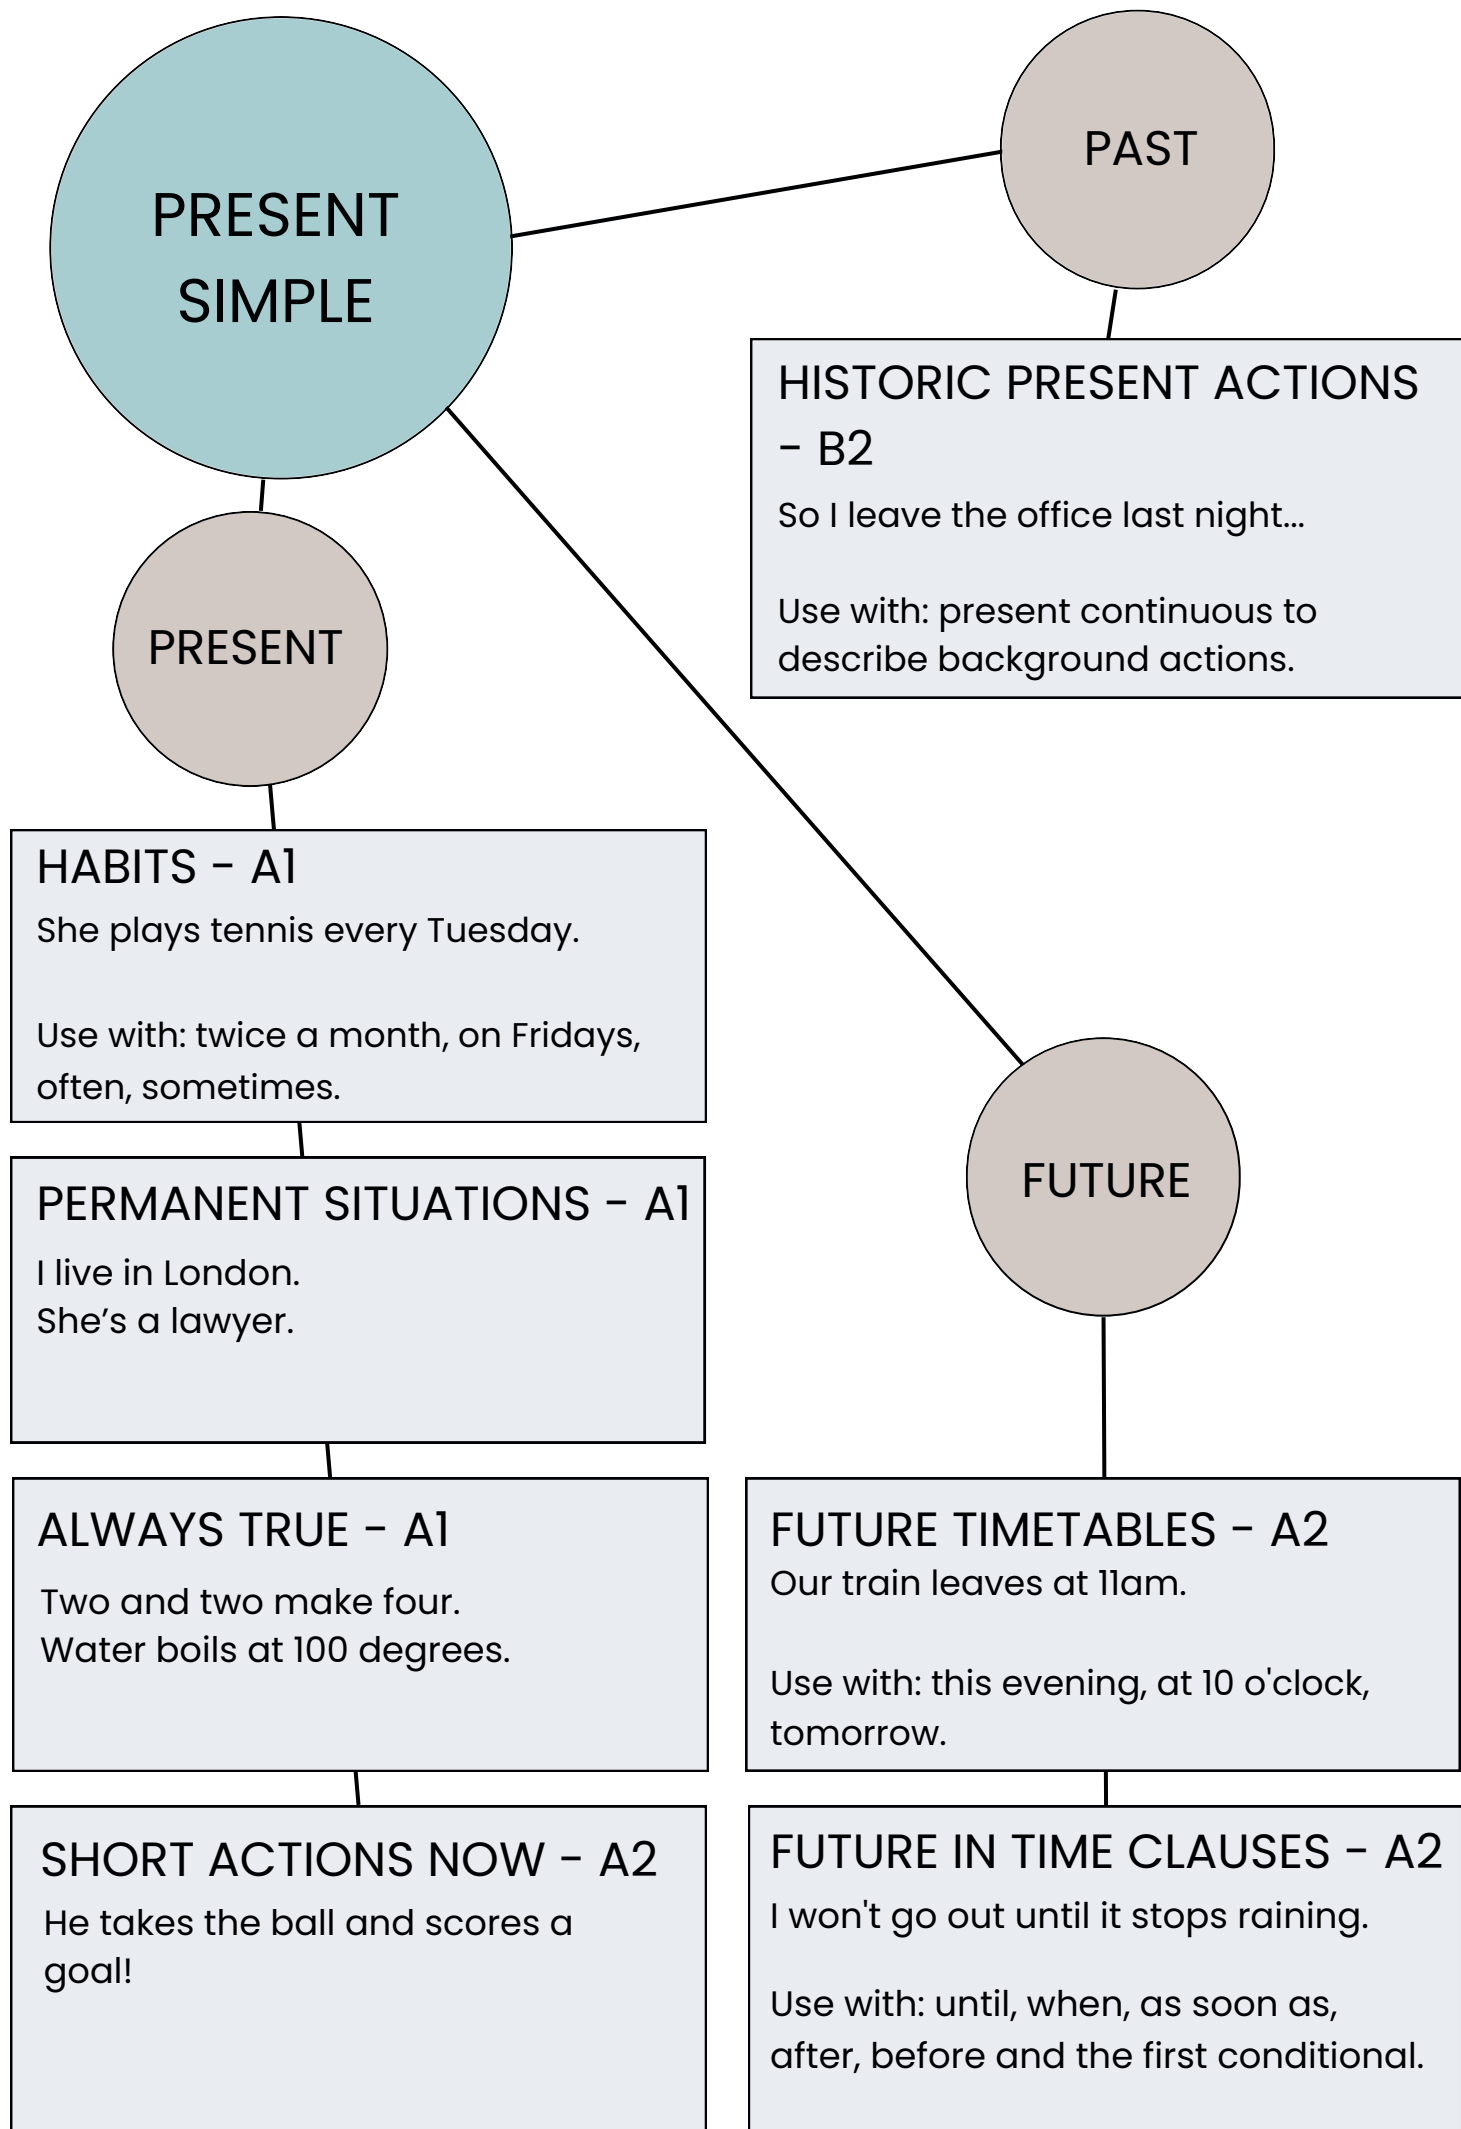 PRESENT
SIMPLE
PAST
HISTORIC PRESENT ACTIONS
- B2
So I leave the office last night...
Use with: present continuous to
describe background actions.
PRESENT
HABITS - A1
She plays tennis every Tuesday.
Use with: twice a month, on Fridays,
often, sometimes.
PERMANENT SITUATIONS - A1
I live in London.
She’s a lawyer.
ALWAYS TRUE - A1
Two and two make four.
Water boils at 100 degrees.
SHORT ACTIONS NOW - A2
He takes the ball and scores a
goal!
FUTURE
FUTURE TIMETABLES - A2
Our train leaves at 11am.
Use with: this evening, at 10 o'clock,
tomorrow.
FUTURE IN TIME CLAUSES - A2
I won't go out until it stops raining.
Use with: until, when, as soon as,
after, before and the first conditional.